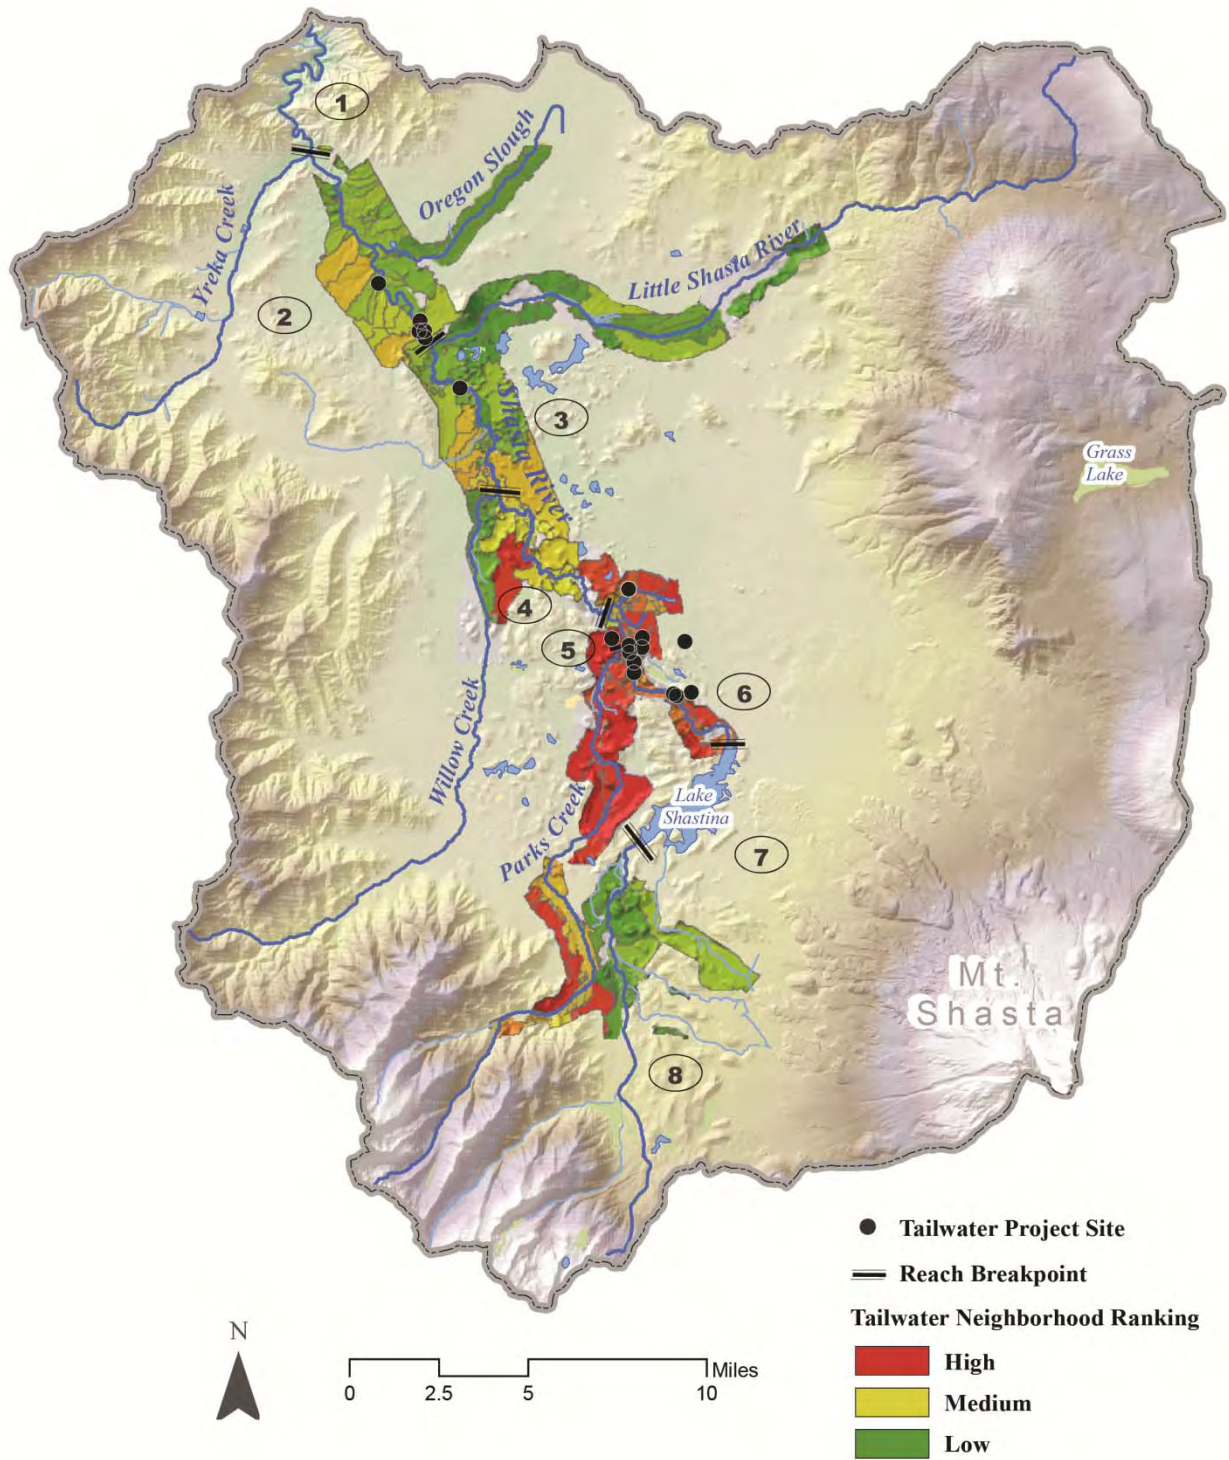 1
Oregon Slough
Yreka Creek
Little Shasta River
2
3
Shasta River
Grass
Lake
4
5
6
Willow Creek
Lake
Shastina
Parks Creek
7
Mt.
Shasta
8
Tailwater Project Site
Reach Breakpoint
Tailwater Neighborhood Ranking
High
Medium
Low
N
Miles
0 2.5 5 10